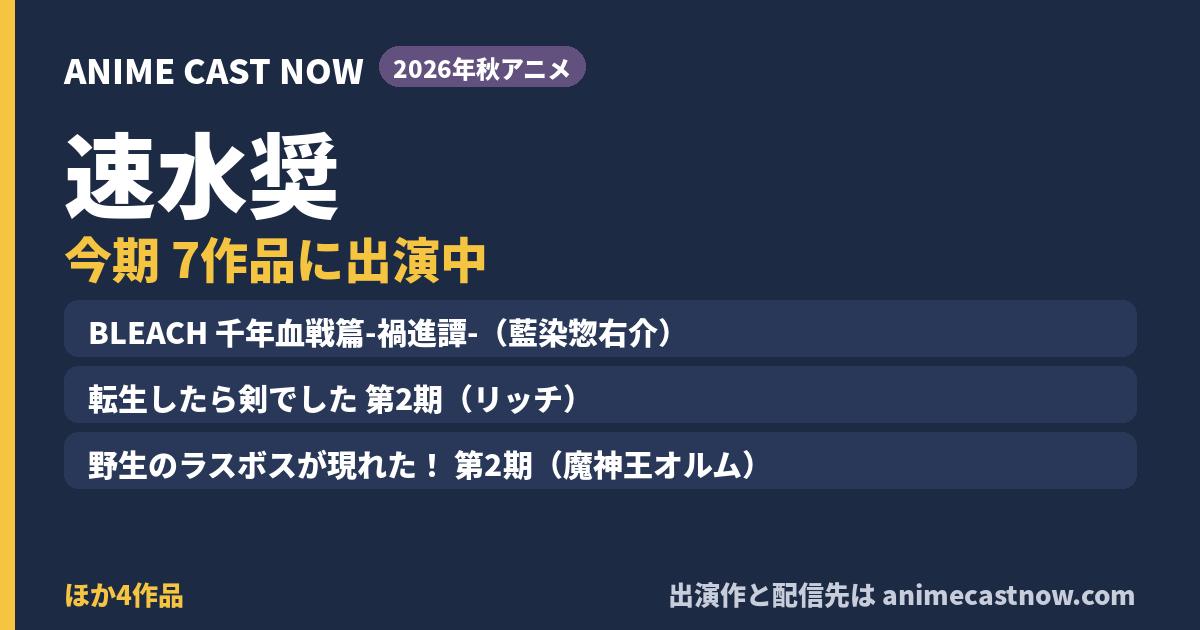 ANIME CAST NOW 2026年秋アニメ
速水奨
今期 7作品に出演中
BLEACH 千年血戦篇-禍進譚-（藍染惣右介）
転生したら剣でした 第2期（リッチ）
野生のラスボスが現れた！ 第2期（魔神王オルム）
ほか4作品
出演作と配信先は animecastnow.com